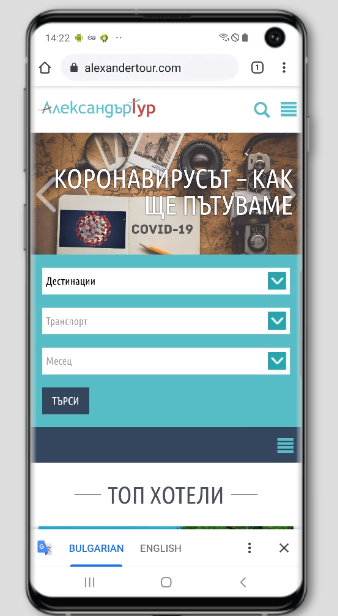 14:22
alexandertour.com
1
АлександърТур
КОРОНАВИРУСЪТ – КАК
ЩЕ ПЪТУВАМЕ
COVID-19
Дестинации
Транспорт
Месец
ТЪРСИ
ТОП ХОТЕЛИ
BULGARIAN ENGLISH